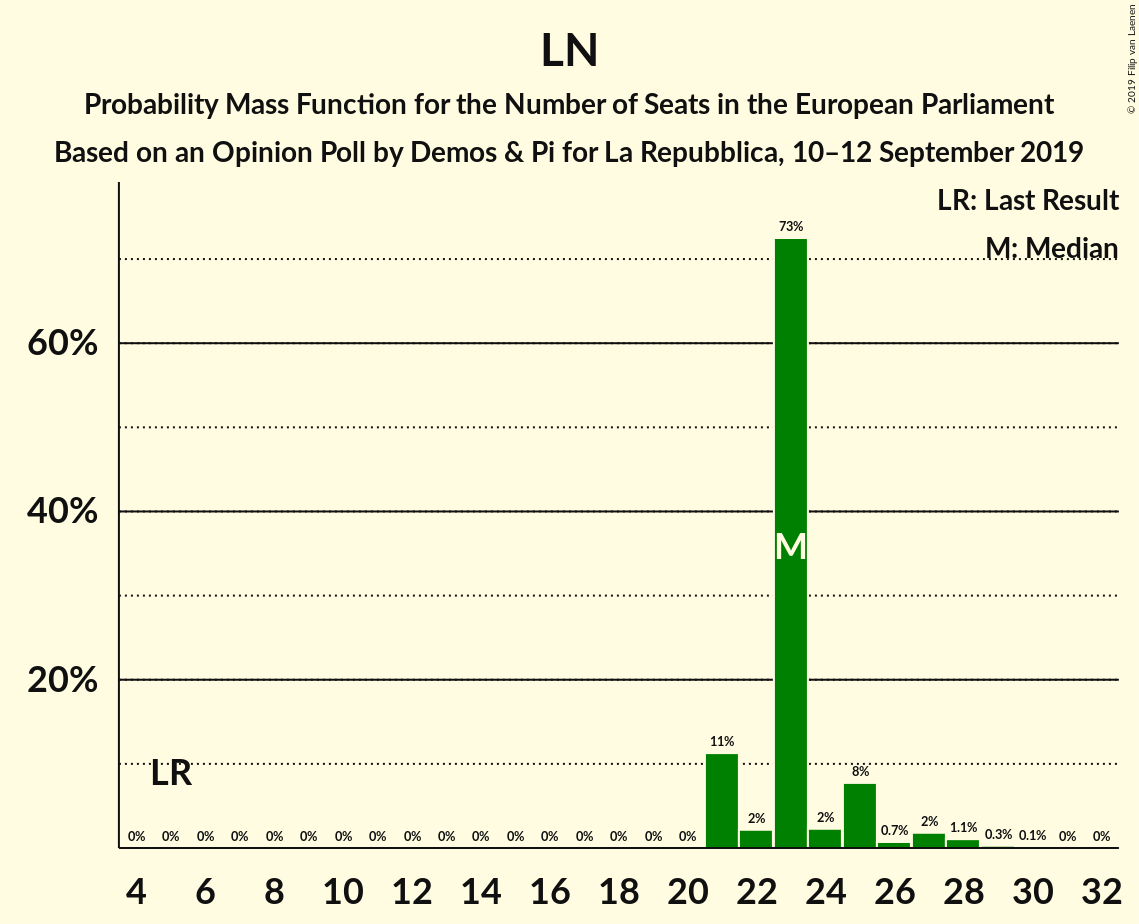 LN
Probability Mass Function for the Number of Seats in the European Parliament
Based on an Opinion Poll by Demos & Pi for La Repubblica, 10–12 September 2019
© 2019 Filip van Laenen
LR: Last Result
M: Median
60%
40%
20%
LR
M
0% 0% 0% 0% 0% 0% 0% 0% 0% 0% 0% 0% 0% 0% 0% 0% 0% 11% 2% 73% 2% 8% 0.7% 2% 1.1% 0.3% 0.1% 0% 0%
4 6 8 10 12 14 16 18 20 22 24 26 28 30 32